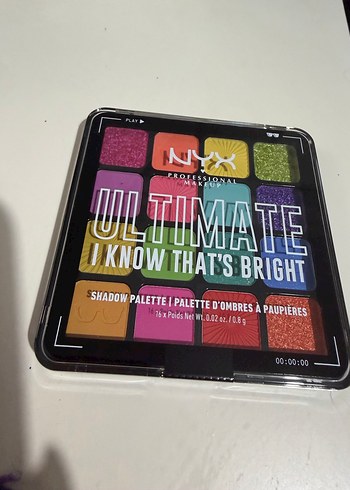 PLAY
NYX
PROFESSIONAL
MAKEUP
ULTIMATE
I KNOW THAT'S BRIGHT
SHADOW PALETTE | PALETTE D'OMBRES À PAUPIÈRES
16 x Poids Net Wt. 0.02 oz. / 0.8 g
00:00:00